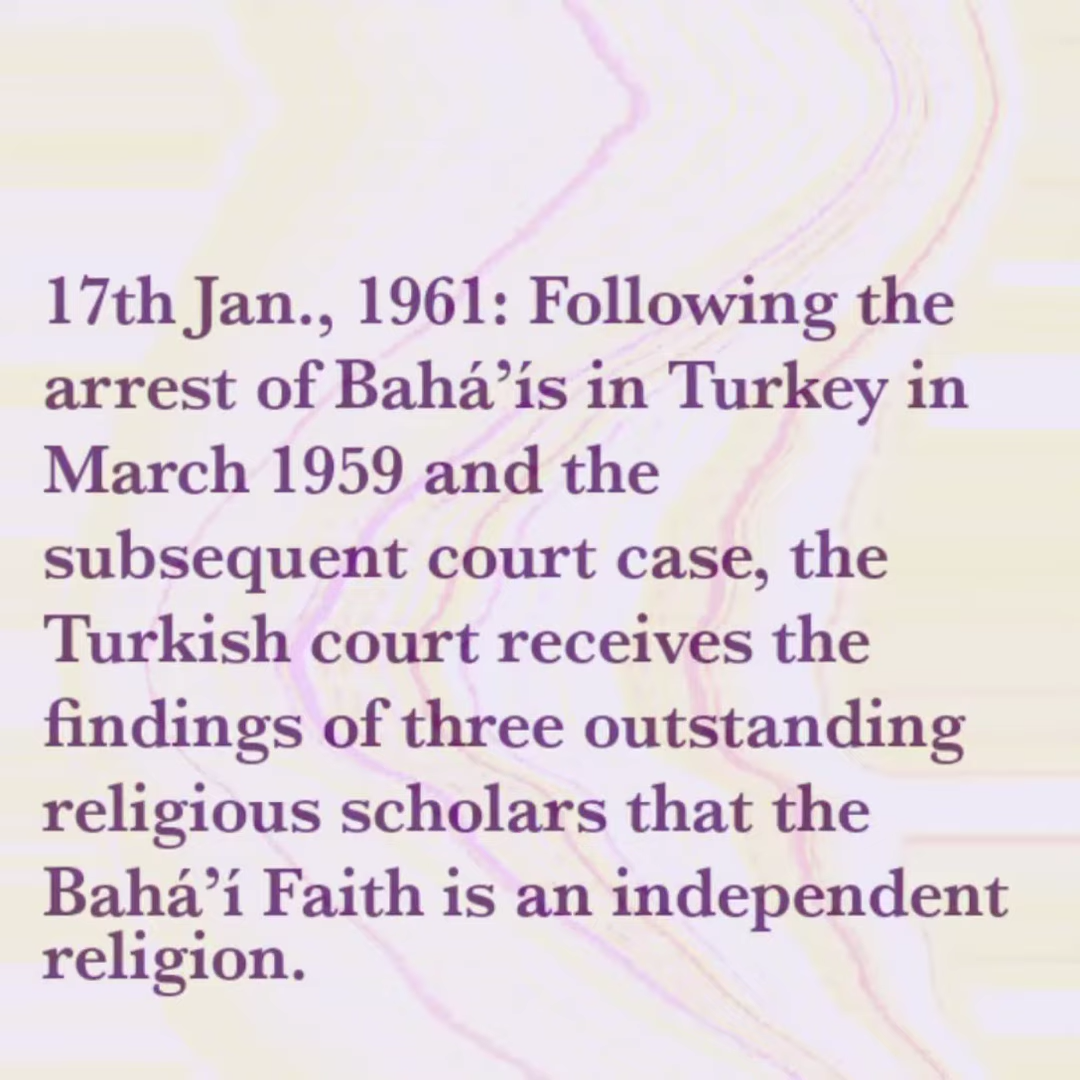 17th Jan., 1961: Following the
arrest of Bahá’ís in Turkey in
March 1959 and the
subsequent court case, the
Turkish court receives the
findings of three outstanding
religious scholars that the
Bahá’í Faith is an independent
religion.